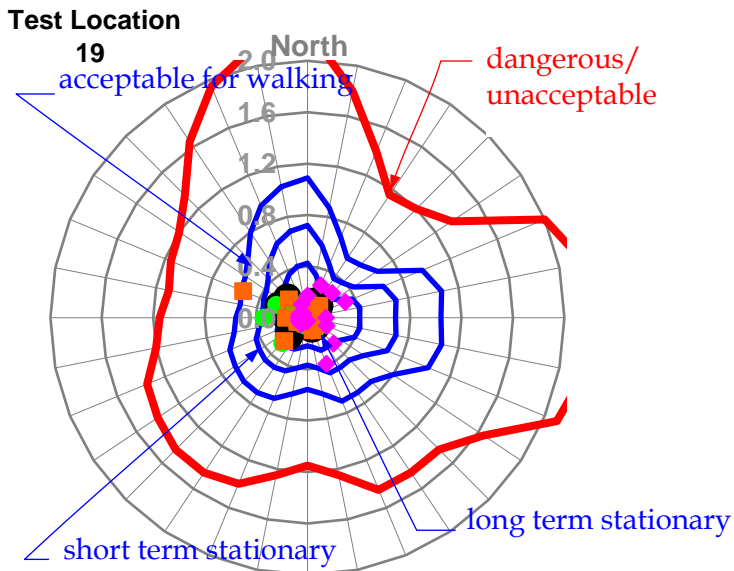 Test Location
19
North
2.0
acceptable for walking
dangerous/
unacceptable
1.6
1.2
0.8
0.4
0.0
long term stationary
short term stationary